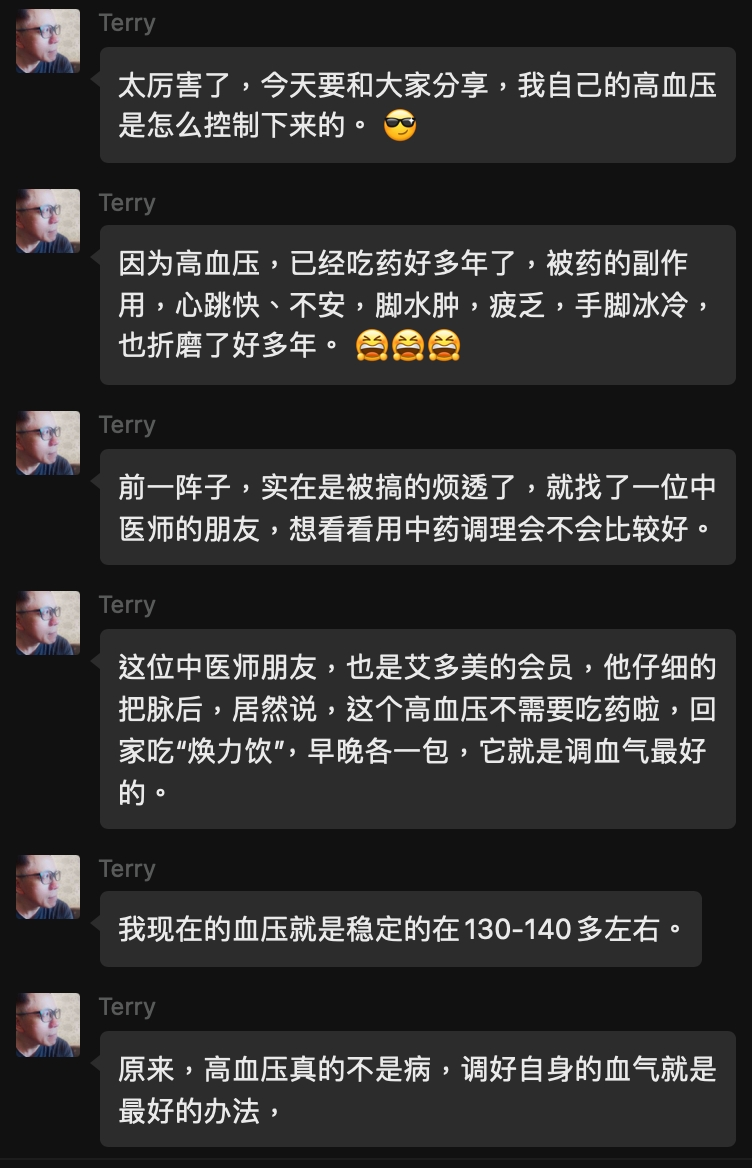 Terry
太厉害了，今天要和大家分享，我自己的高血压
是怎么控制下来的。😎
Terry
因为高血压，已经吃药好多年了，被药的副作
用，心跳快、不安，脚水肿，疲乏，手脚冰冷，
也折磨了好多年。
Terry
前一阵子，实在是被搞的烦透了，就找了一位中
医师的朋友，想看看用中药调理会不会比较好。
Terry
这位中医师朋友，也是艾多美的会员，他仔细的
把脉后，居然说，这个高血压不需要吃药啦，回
家吃“焕力饮”，早晚各一包，它就是调血气最好
的。
Terry
我现在的血压就是稳定的在130-140多左右。
Terry
原来，高血压真的不是病，调好自身的血气就是
最好的办法，